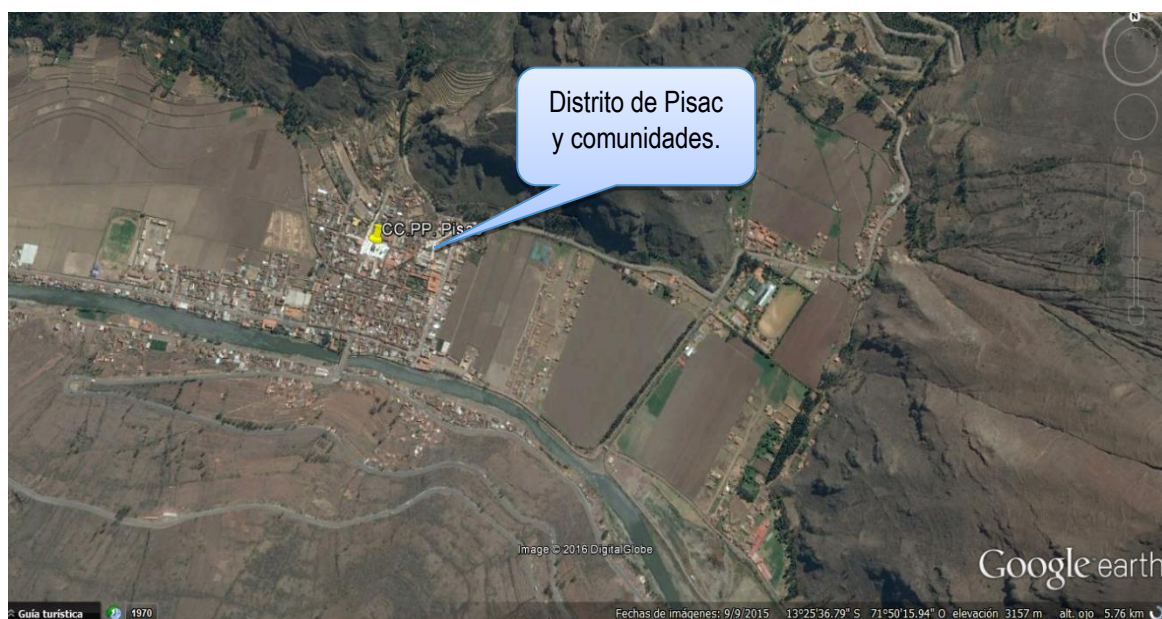 N
Distrito de Pisac
y comunidades.
CC.PP. Pisac
Image © 2016 DigitalGlobe
Google earth
Guía turística
1970
Fechas de imágenes: 9/9/2015 13°25'36.79" S 71°50'15.94" O elevación 3157 m alt. ojo 5.76 km